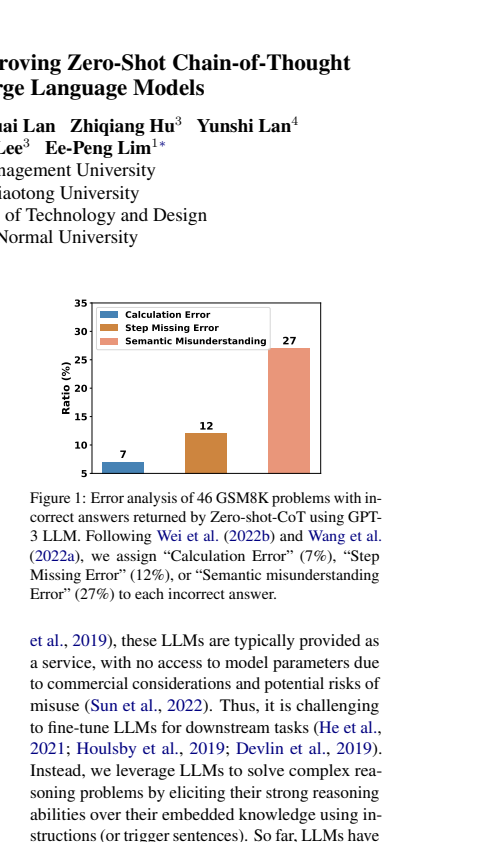 roving Zero-Shot Chain-of-Thought
rge Language Models
uai Lan Zhiqiang Hu3 Yunshi Lan4
Lee3 Ee-Peng Lim1*
nagement University
iaotong University
of Technology and Design
Normal University
35
30
25
20
15
10
5
Ratio (%)
Calculation Error
Step Missing Error
Semantic Misunderstanding
7
12
27
Figure 1: Error analysis of 46 GSM8K problems with in-
correct answers returned by Zero-shot-CoT using GPT-
3 LLM. Following Wei et al. (2022b) and Wang et al.
(2022a), we assign “Calculation Error” (7%), “Step
Missing Error” (12%), or “Semantic misunderstanding
Error” (27%) to each incorrect answer.
et al., 2019), these LLMs are typically provided as
a service, with no access to model parameters due
to commercial considerations and potential risks of
misuse (Sun et al., 2022). Thus, it is challenging
to fine-tune LLMs for downstream tasks (He et al.,
2021; Houlsby et al., 2019; Devlin et al., 2019).
Instead, we leverage LLMs to solve complex rea-
soning problems by eliciting their strong reasoning
abilities over their embedded knowledge using in-
structions (or trigger sentences). So far, LLMs have